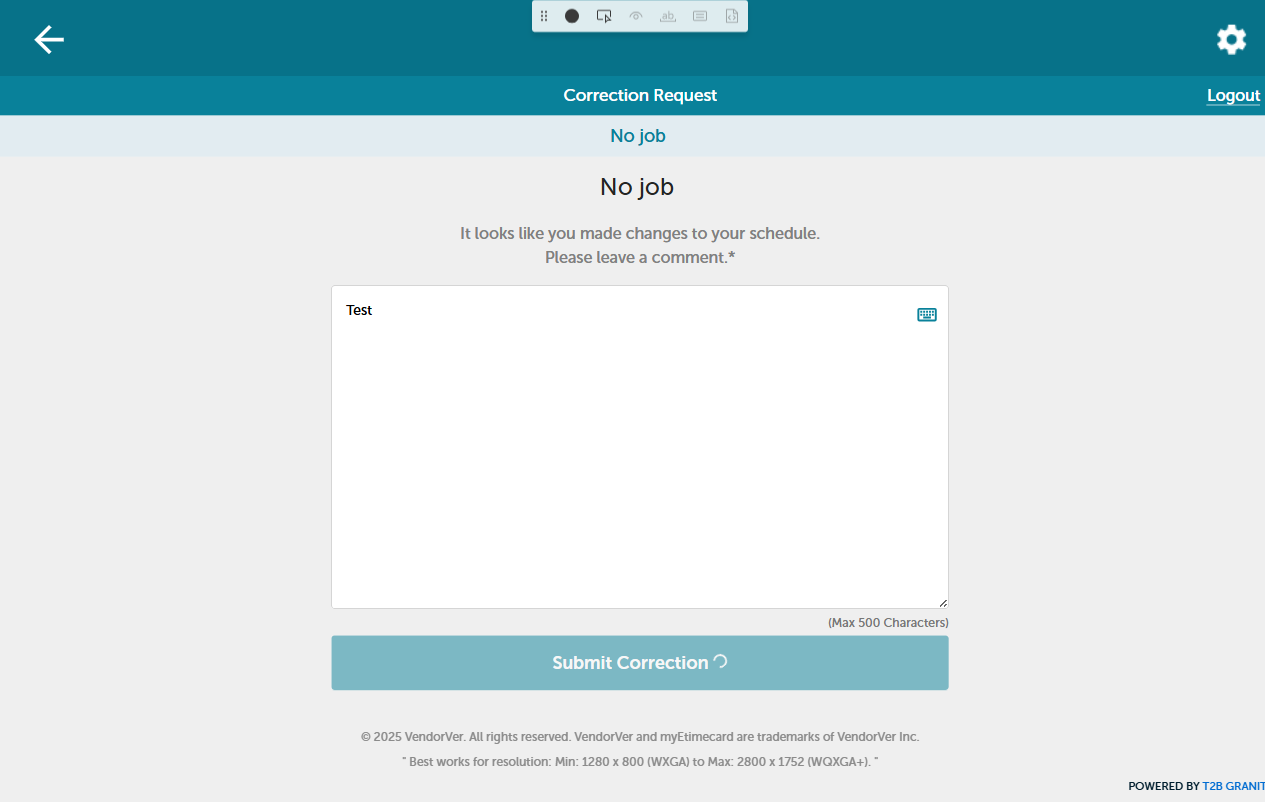 ab
Correction Request
Logout
No job
No job
It looks like you made changes to your schedule.
Please leave a comment.*
Test
(Max 500 Characters)
Submit Correction
© 2025 VendorVer. All rights reserved. VendorVer and myEtimecard are trademarks of VendorVer Inc.
" Best works for resolution: Min: 1280 x 800 (WXGA) to Max: 2800 x 1752 (WQXGA+). "
POWERED BY T2B GRANIT